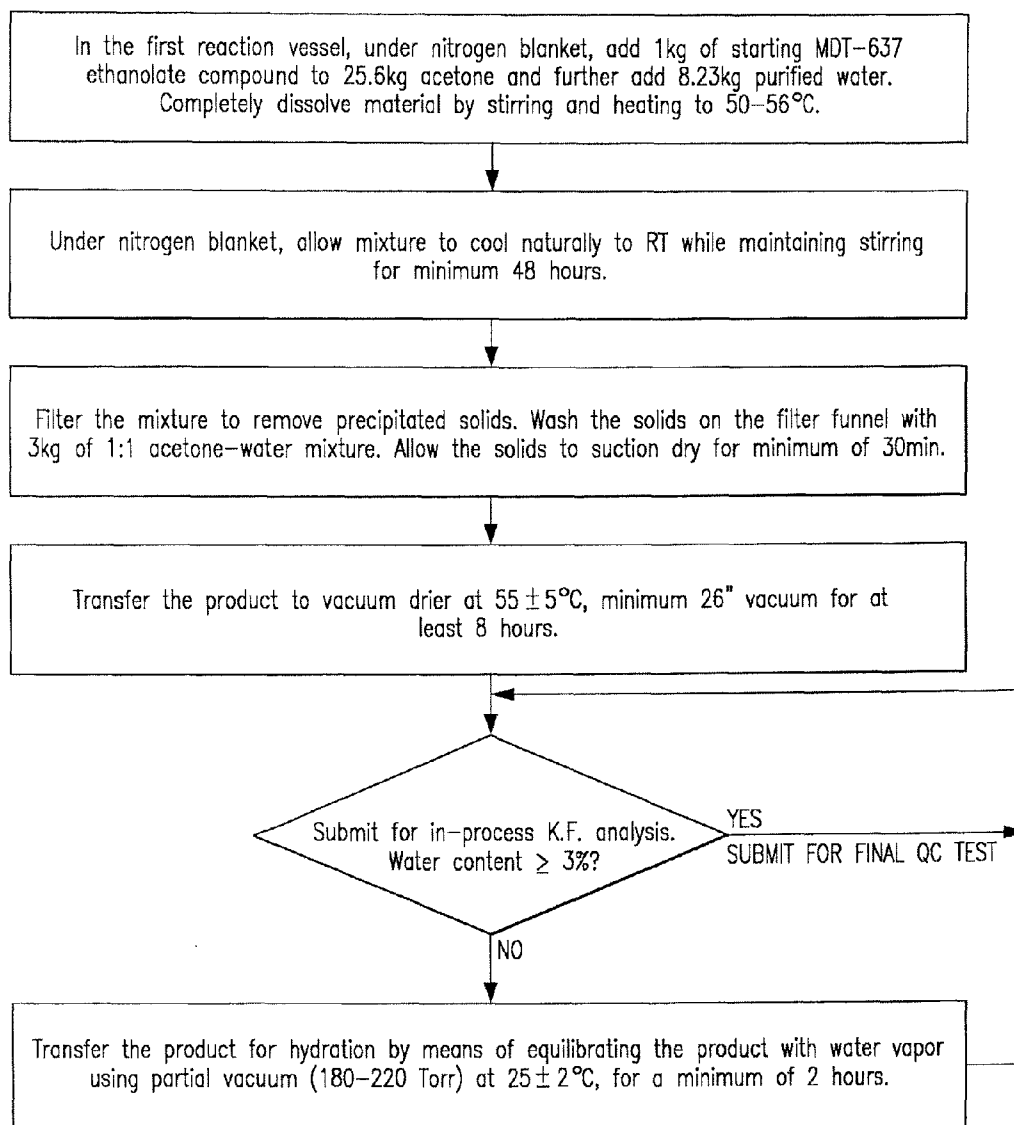 In the first reaction vessel, under nitrogen blanket, add 1kg of starting MDT-637
ethanolate compound to 25.6kg acetone and further add 8.23kg purified water.
Completely dissolve material by stirring and heating to 50-56°C.
Under nitrogen blanket, allow mixture to cool naturally to RT while maintaining stirring
for minimum 48 hours.
Filter the mixture to remove precipitated solids. Wash the solids on the filter funnel with
3kg of 1:1 acetone-water mixture. Allow the solids to suction dry for minimum of 30min.
Transfer the product to vacuum drier at 55±5°C, minimum 26" vacuum for at
least 8 hours.
Submit for in-process K.F. analysis.
Water content ≥ 3%?
YES
SUBMIT FOR FINAL QC TEST
NO
Transfer the product for hydration by means of equilibrating the product with water vapor
using partial vacuum (180-220 Torr) at 25±2°C, for a minimum of 2 hours.